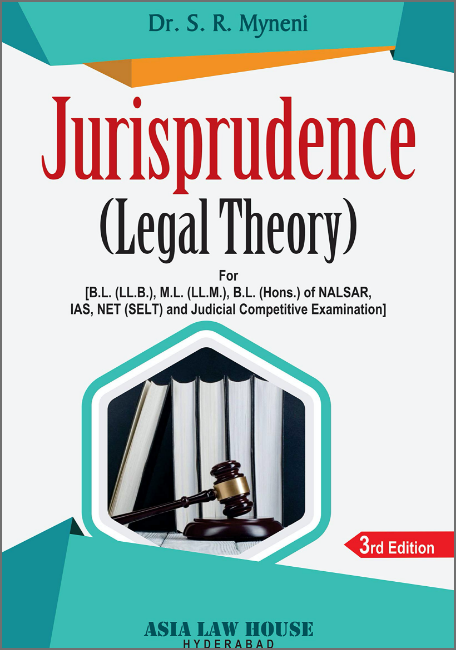 Dr. S. R. Myneni
Jurisprudence
(Legal Theory)
For
[B.L. (LL.B.), M.L. (LL.M.), B.L. (Hons.) of NALSAR,
IAS, NET (SELT) and Judicial Competitive Examination]
3rd Edition
ASIA LAW HOUSE
HYDERABAD